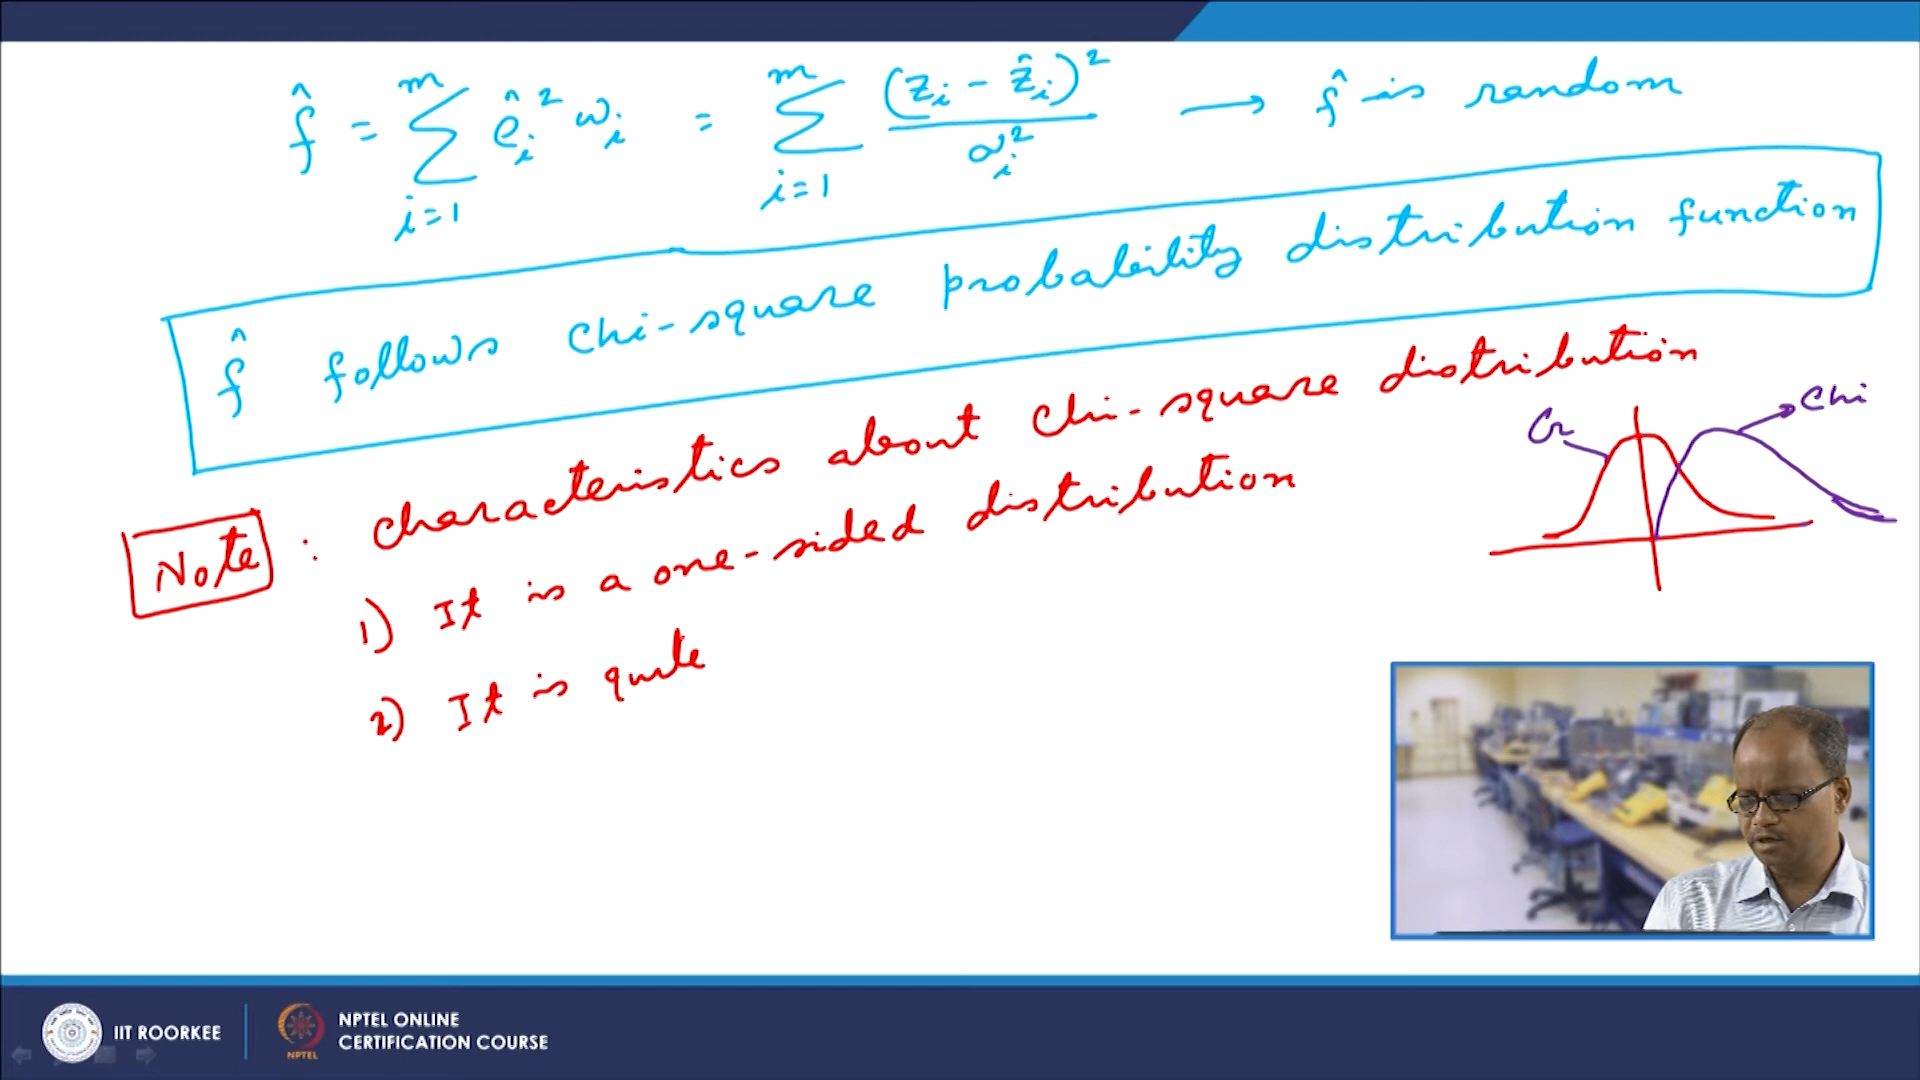 f̂ = Σ_{i=1}^{m} ê_i² w_i = Σ_{i=1}^{m} (z_i - ẑ_i)² / σ_i² → f̂ is random
f̂ follows Chi-square probability distribution function
Note : characteristics about Chi-square distribution
1) It is a one-sided distribution
2) It is quite
G
Chi
IIT ROORKEE
NPTEL
NPTEL ONLINE
CERTIFICATION COURSE